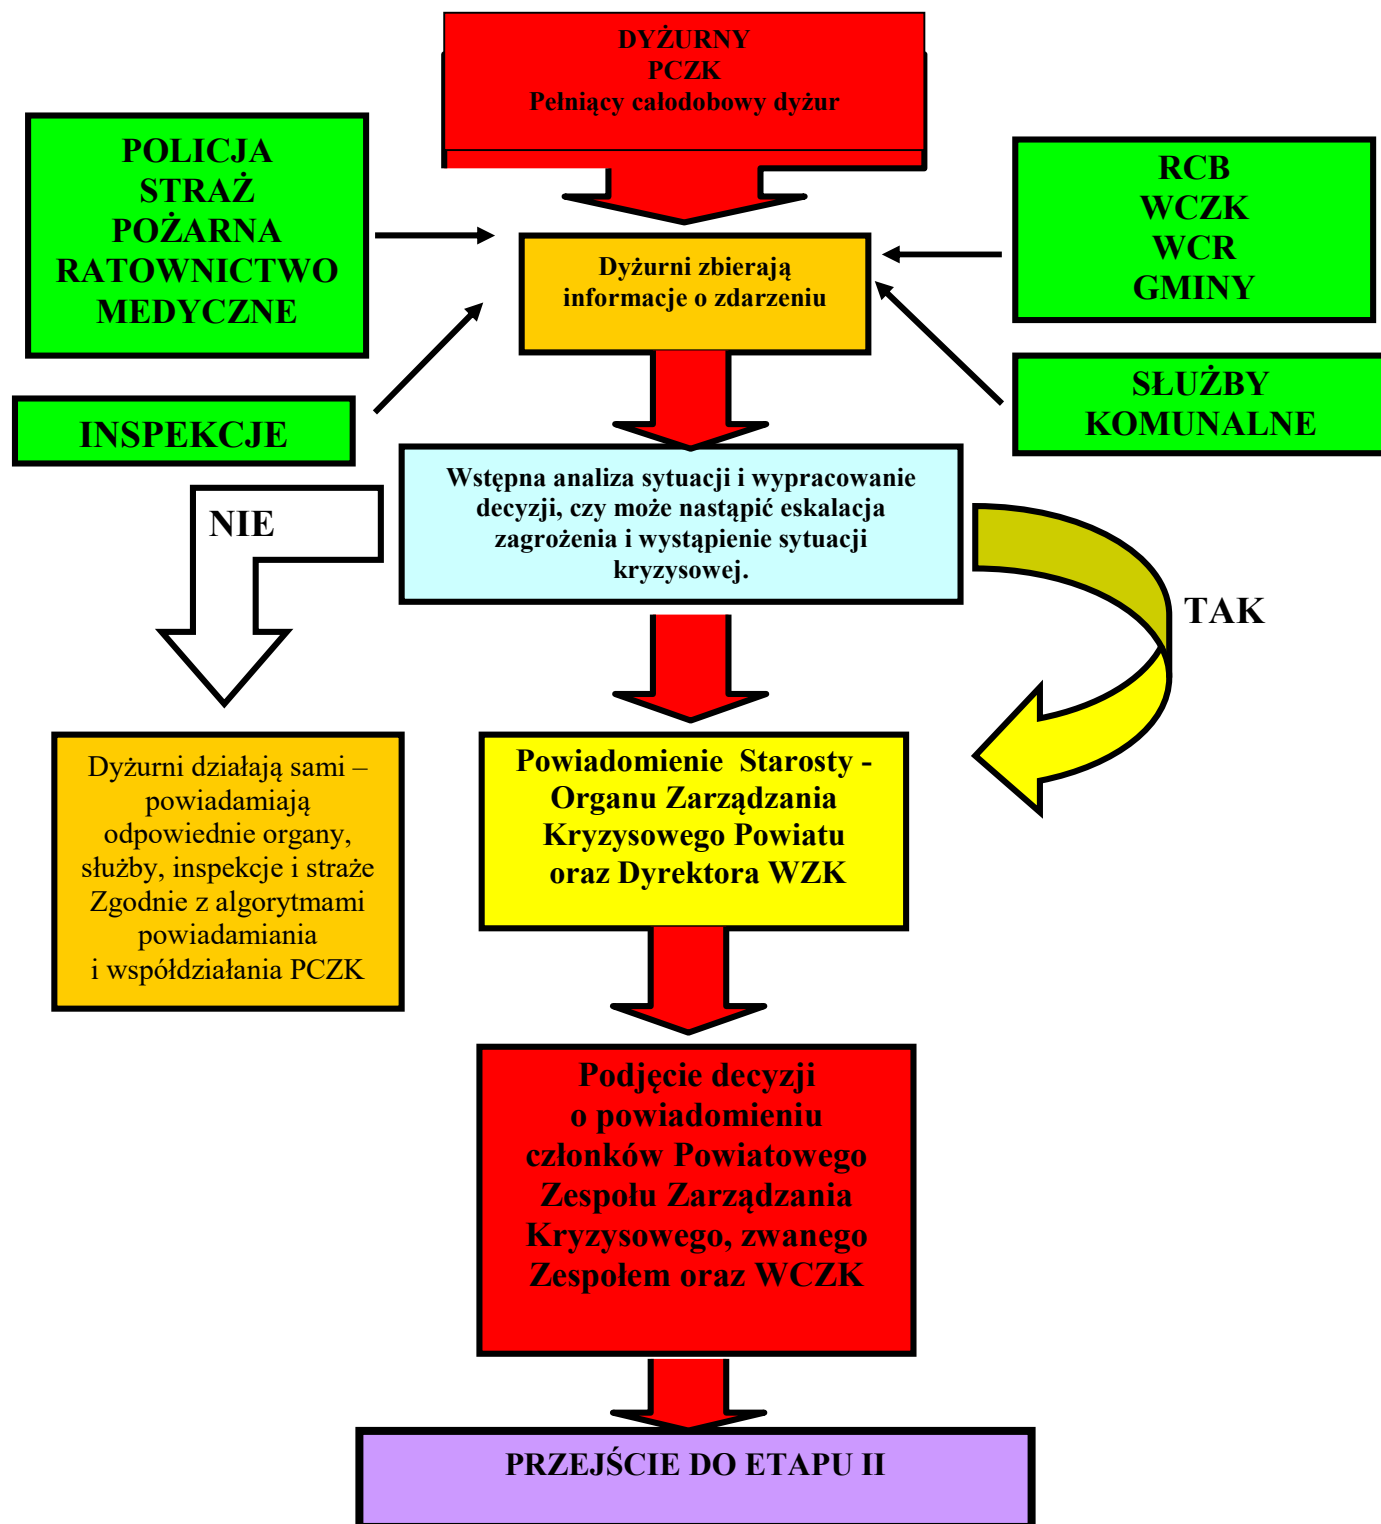 DYŻURNY
PCZK
Pełniący całodobowy dyżur
POLICJA
STRAŻ
POŻARNA
RATOWNICTWO
MEDYCZNE
RCB
WCZK
WCR
GMINY
Dyżurni zbierają
informacje o zdarzeniu
INSPEKCJE
SŁUŻBY
KOMUNALNE
Wstępna analiza sytuacji i wypracowanie
decyzji, czy może nastąpić eskalacja
zagrożenia i wystąpienie sytuacji
kryzysowej.
NIE
TAK
Dyżurni działają sami –
powiadamiają
odpowiednie organy,
służby, inspekcje i straże
Zgodnie z algorytmami
powiadamiania
i współdziałania PCZK
Powiadomienie Starosty -
Organu Zarządzania
Kryzysowego Powiatu
oraz Dyrektora WZK
Podjęcie decyzji
o powiadomieniu
członków Powiatowego
Zespołu Zarządzania
Kryzysowego, zwanego
Zespołem oraz WCZK
PRZEJŚCIE DO ETAPU II